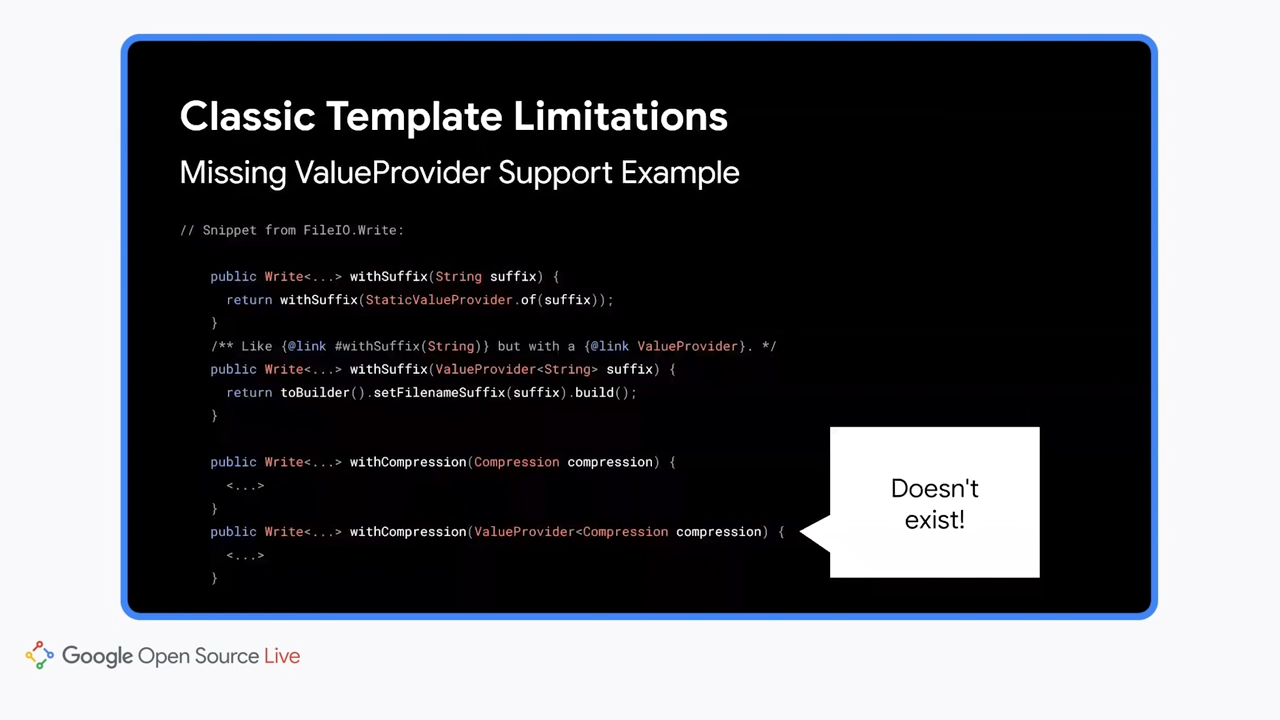 Classic Template Limitations
Missing ValueProvider Support Example
// Snippet from FileIO.Write:
public Write<...> withSuffix(String suffix) {
return withSuffix(StaticValueProvider.of(suffix));
}
/** Like {@link #withSuffix(String)} but with a {@link ValueProvider}. */
public Write<...> withSuffix(ValueProvider<String> suffix) {
return toBuilder().setFilenameSuffix(suffix).build();
}
public Write<...> withCompression(Compression compression) {
<...>
}
public Write<...> withCompression(ValueProvider<Compression compression) {
<...>
}
Doesn't
exist!
Google Open Source Live